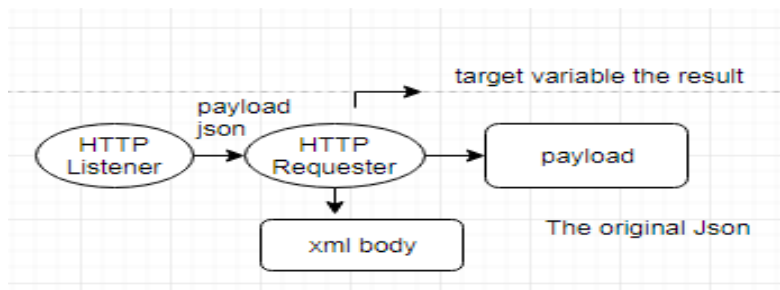 target variable the result
payload
json
HTTP
Listener
HTTP
Requester
payload
xml body
The original Json